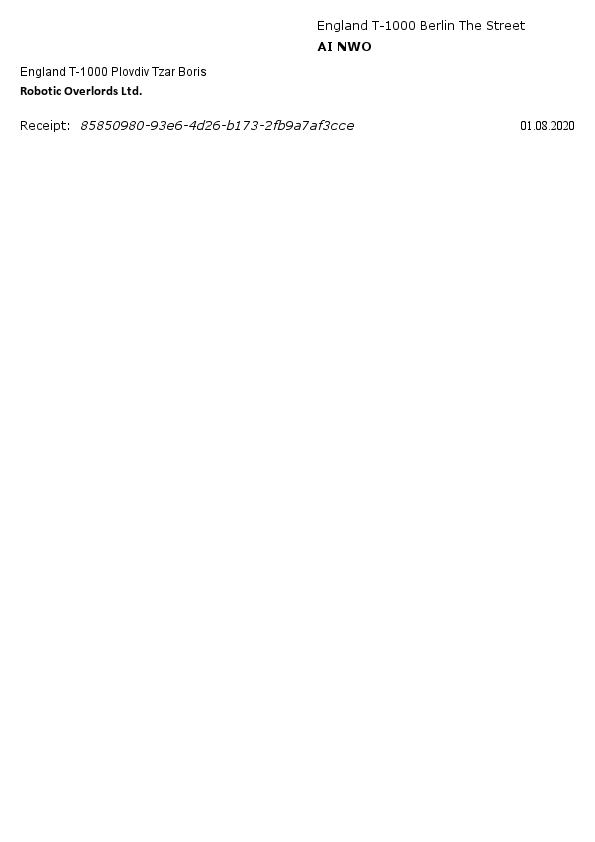 England T-1000 Berlin The Street
AI NWO
England T-1000 Plovdiv Tzar Boris
Robotic Overlords Ltd.
Receipt: 85850980-93e6-4d26-b173-2fb9a7af3cce 01.08.2020